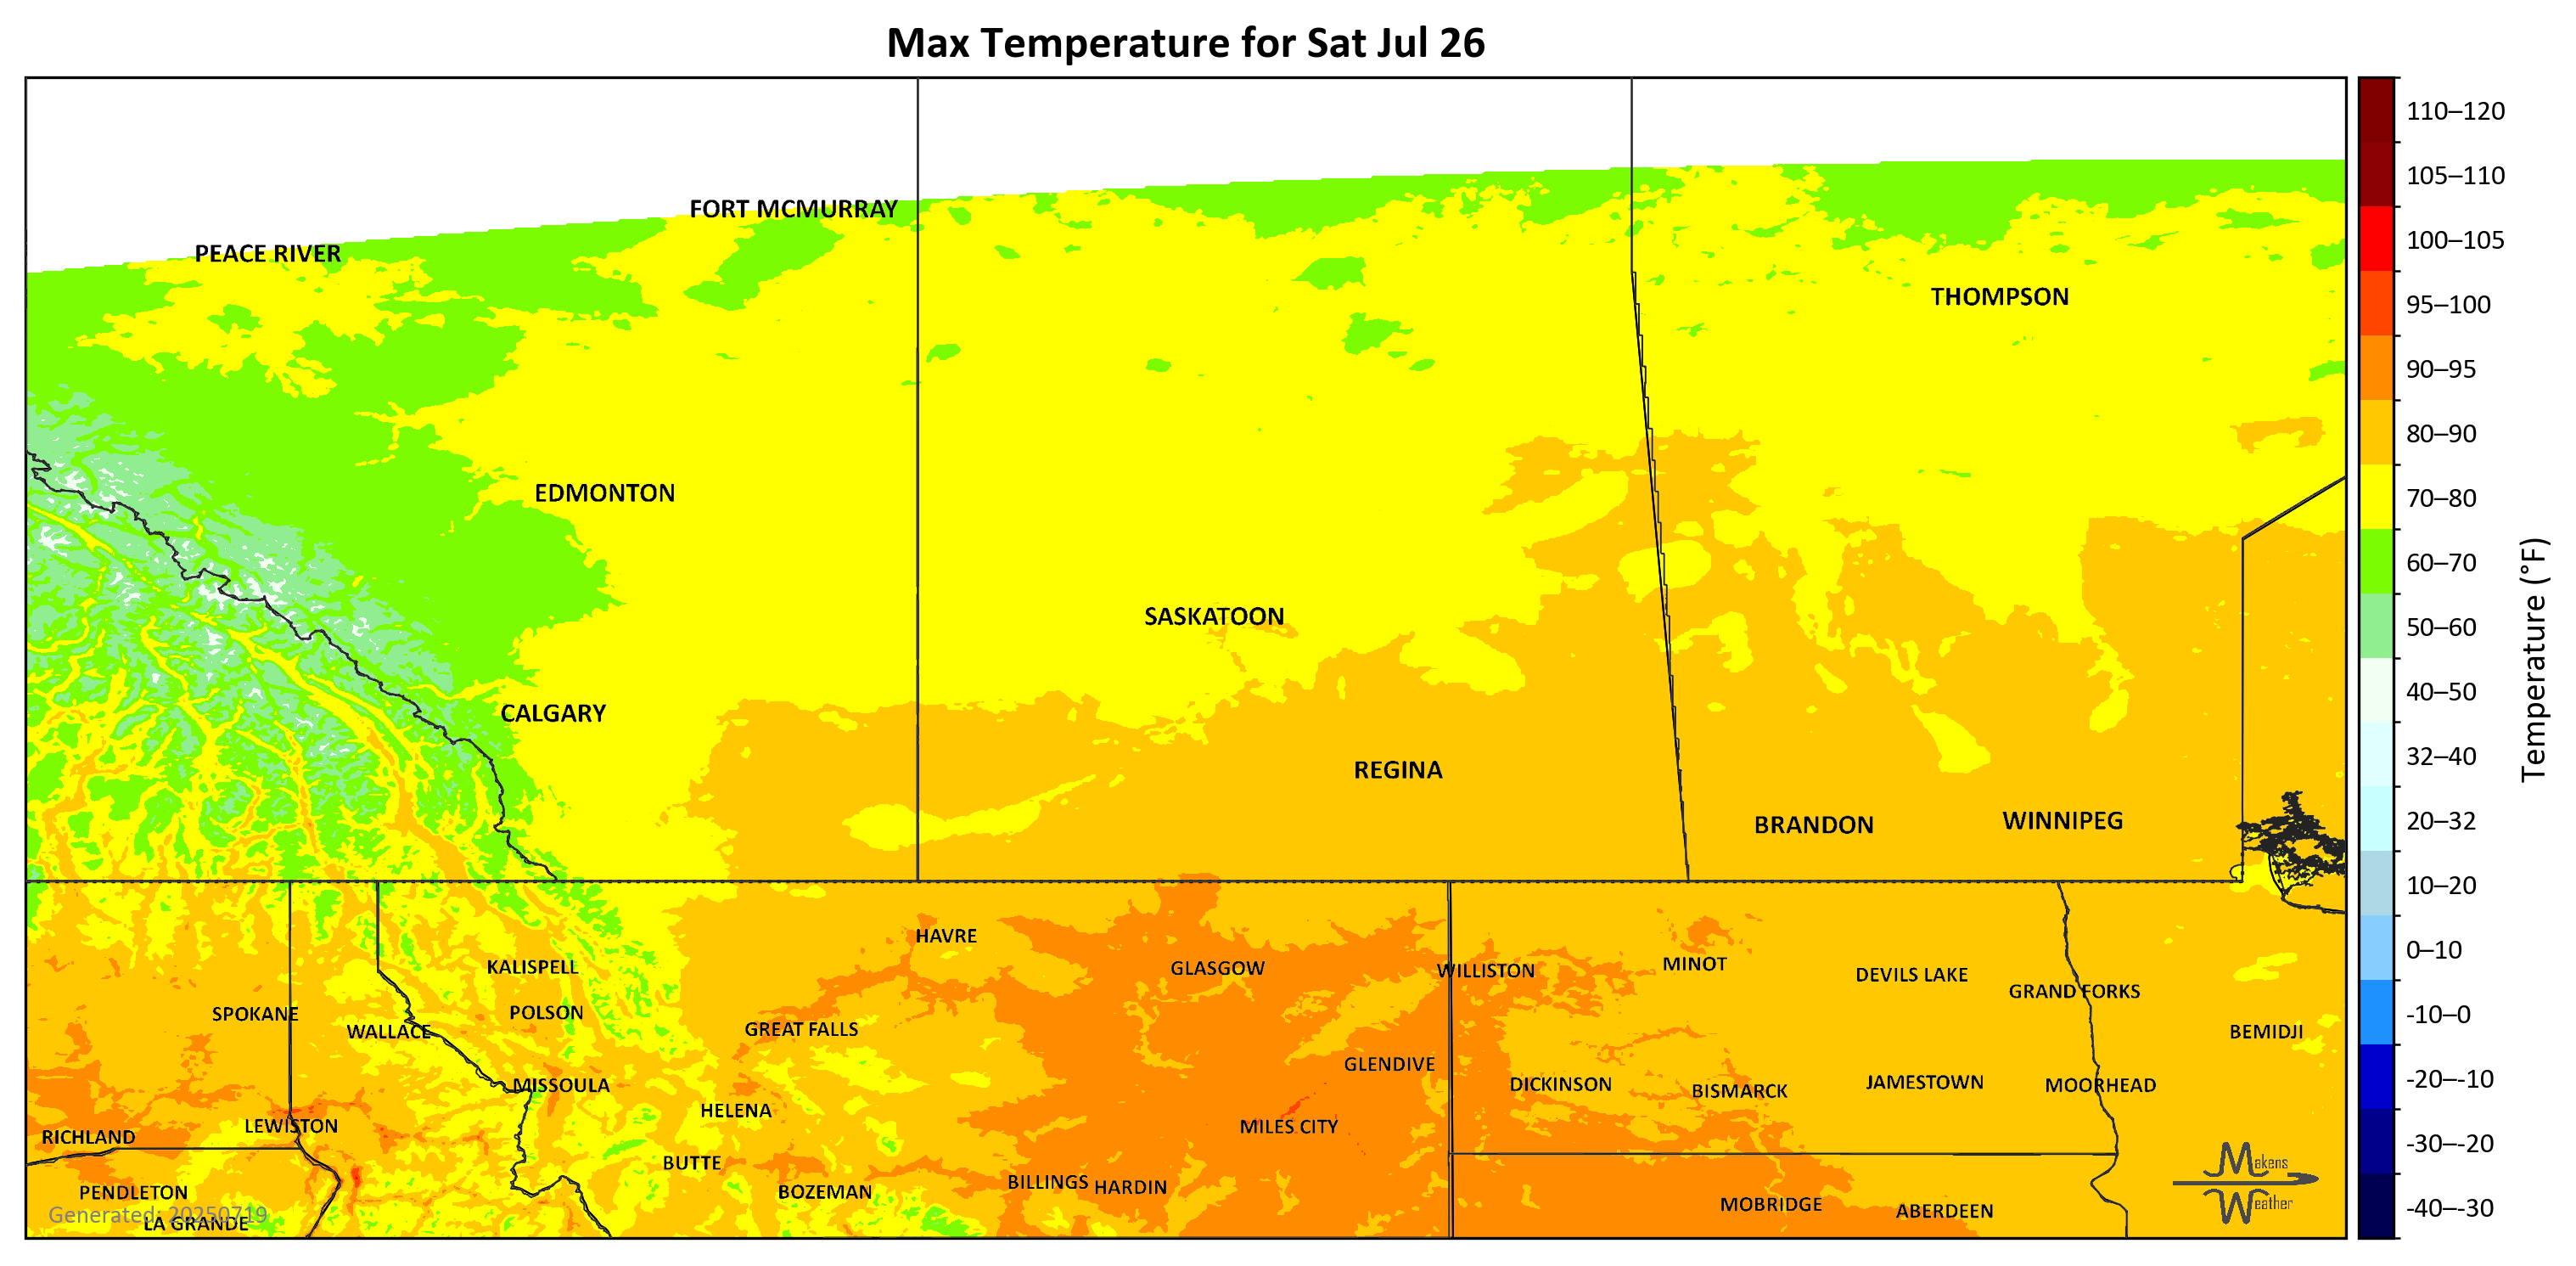 Max Temperature for Sat Jul 26
FORT MCMURRAY
PEACE RIVER
THOMPSON
EDMONTON
SASKATOON
CALGARY
REGINA
BRANDON
WINNIPEG
HAVRE
KALISPELL
GLASGOW
WILLISTON
MINOT
DEVILS LAKE
GRAND FORKS
SPOKANE
POLSON
WALLACE
GREAT FALLS
BEMIDJI
GLENDIVE
MISSOULA
DICKINSON
BISMARCK
JAMESTOWN
MOORHEAD
HELENA
LEWISTON
MILES CITY
RICHLAND
BUTTE
BILLINGS
HARDIN
PENDLETON
BOZEMAN
MOBRIDGE
ABERDEEN
LA GRANDE
Generated: 20250719
Makens
Weather
110–120
105–110
100–105
95–100
90–95
80–90
70–80
60–70
50–60
40–50
32–40
20–32
10–20
0–10
-10–0
-20–-10
-30–-20
-40–-30
Temperature (°F)